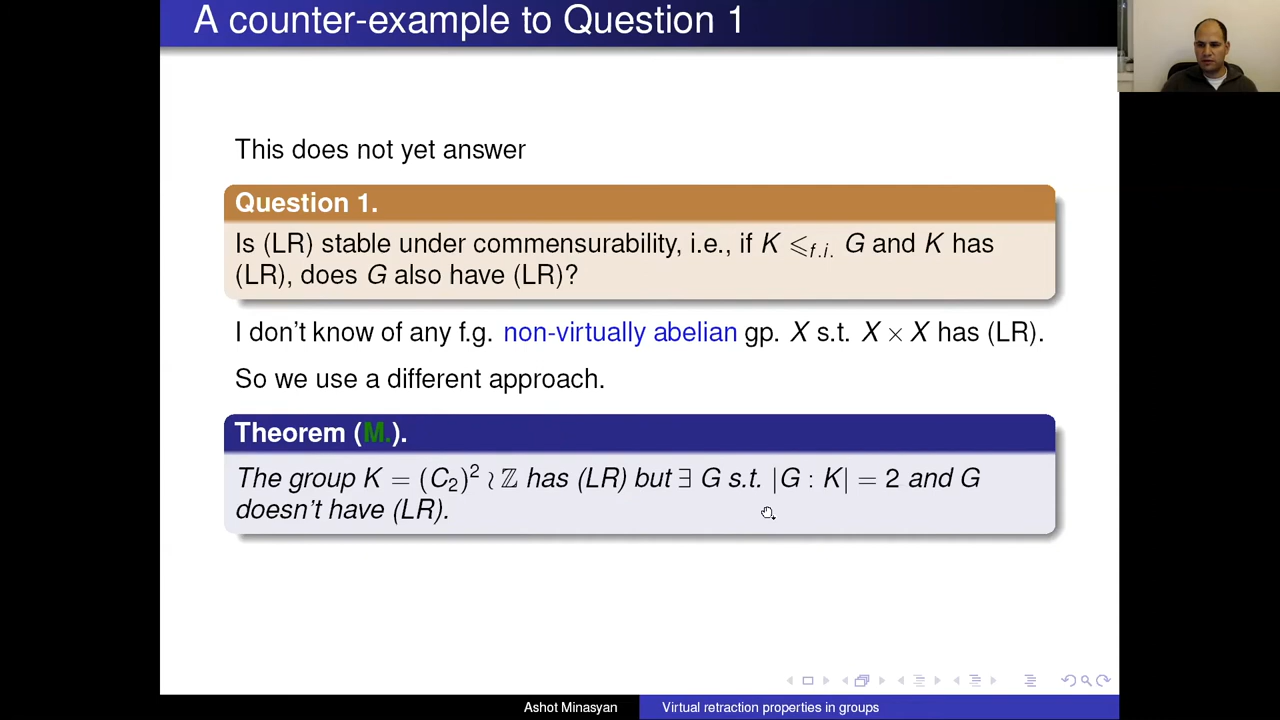 A counter-example to Question 1
This does not yet answer
Question 1.
Is (LR) stable under commensurability, i.e., if K ⩽f.i. G and K has
(LR), does G also have (LR)?
I don't know of any f.g. non-virtually abelian gp. X s.t. X × X has (LR).
So we use a different approach.
Theorem (M.).
The group K = (C₂)² ≀ ℤ has (LR) but ∃ G s.t. |G : K| = 2 and G
doesn't have (LR).
Ashot Minasyan
Virtual retraction properties in groups